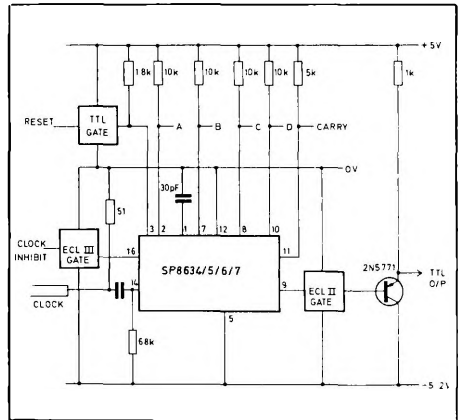 +5V
1.8k
10k
10k
10k
10k
5k
1k
RESET
TTL
GATE
A
B
C
D
CARRY
0V
30pF
51
3
2
1
7
12
8
10
CLOCK
INHIBIT
ECL III
GATE
16
11
SP8634/5/6/7
2N5771
TTL
O/P
14
9
ECL II
GATE
CLOCK
5
68k
-5.2V